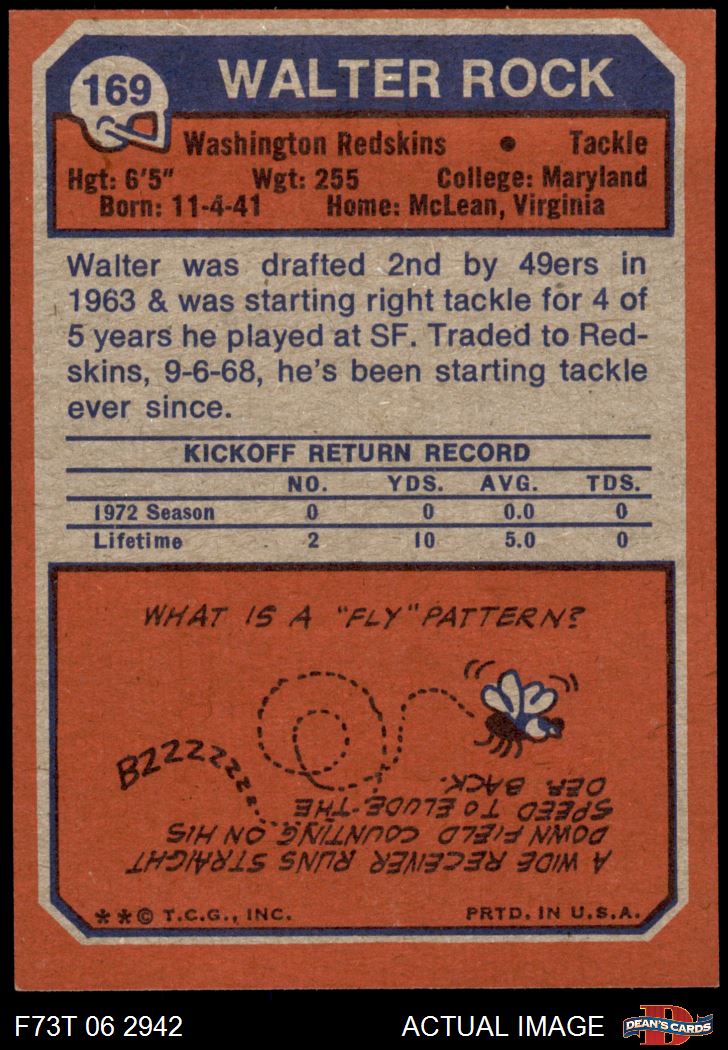 169
WALTER ROCK
Washington Redskins • Tackle
Hgt: 6'5" Wgt: 255 College: Maryland
Born: 11-4-41 Home: McLean, Virginia
Walter was drafted 2nd by 49ers in
1963 & was starting right tackle for 4 of
5 years he played at SF. Traded to Red-
skins, 9-6-68, he's been starting tackle
ever since.
KICKOFF RETURN RECORD
NO. YDS. AVG. TDS.
1972 Season 0 0 0.0 0
Lifetime 2 10 5.0 0
WHAT IS A "FLY" PATTERN?
BZZZZZZZ
A WIDE RECEIVER RUNS STRAIGHT
DOWN FIELD COUNTING ON HIS
SPEED TO ELUDE THE
DEF. BACK.
**© T.C.G., INC. PRTD. IN U.S.A.
F73T 06 2942 ACTUAL IMAGE
D
DEAN'S CARDS